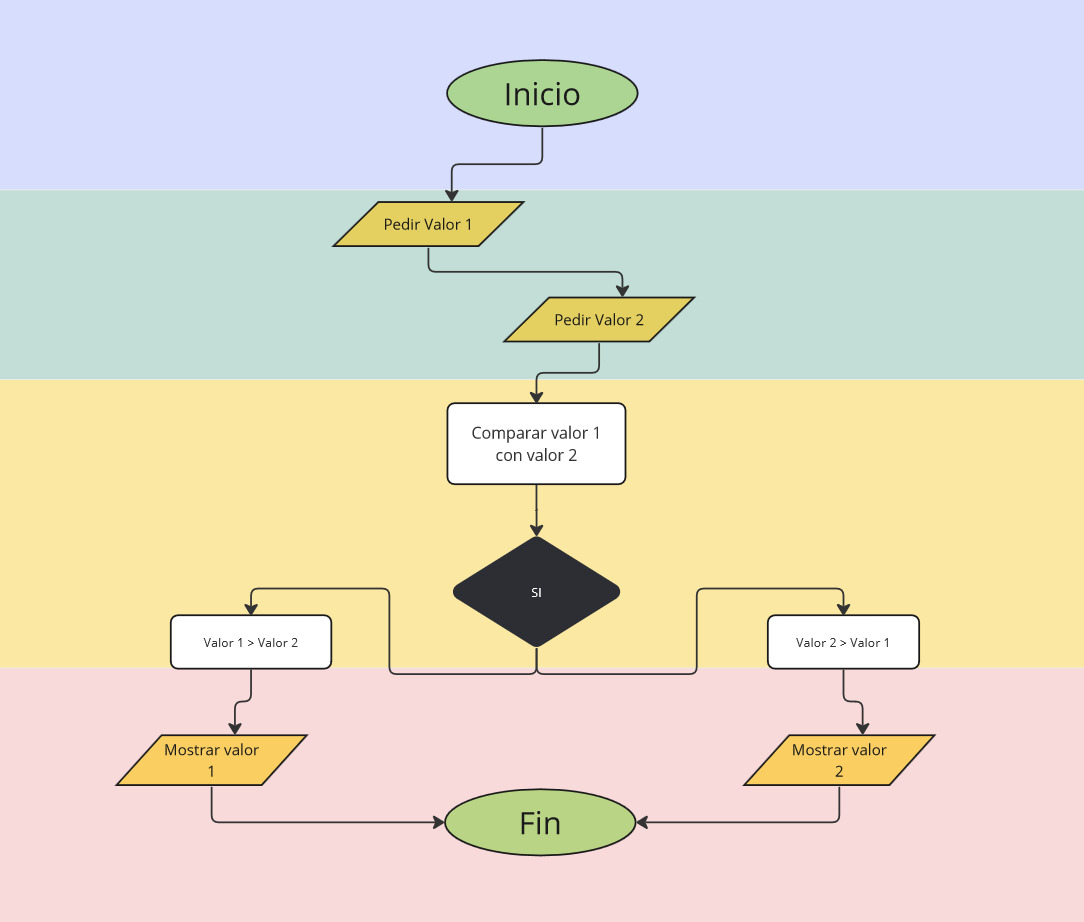 Inicio
Pedir Valor 1
Pedir Valor 2
Comparar valor 1
con valor 2
SI
Valor 1 > Valor 2
Valor 2 > Valor 1
Mostrar valor
1
Mostrar valor
2
Fin